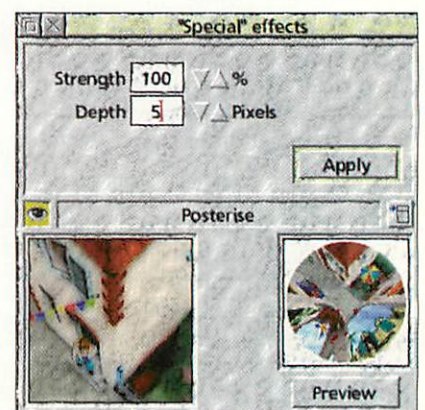 "Special" effects
Strength 100 %
Depth 5 Pixels
Apply
Posterise
Preview